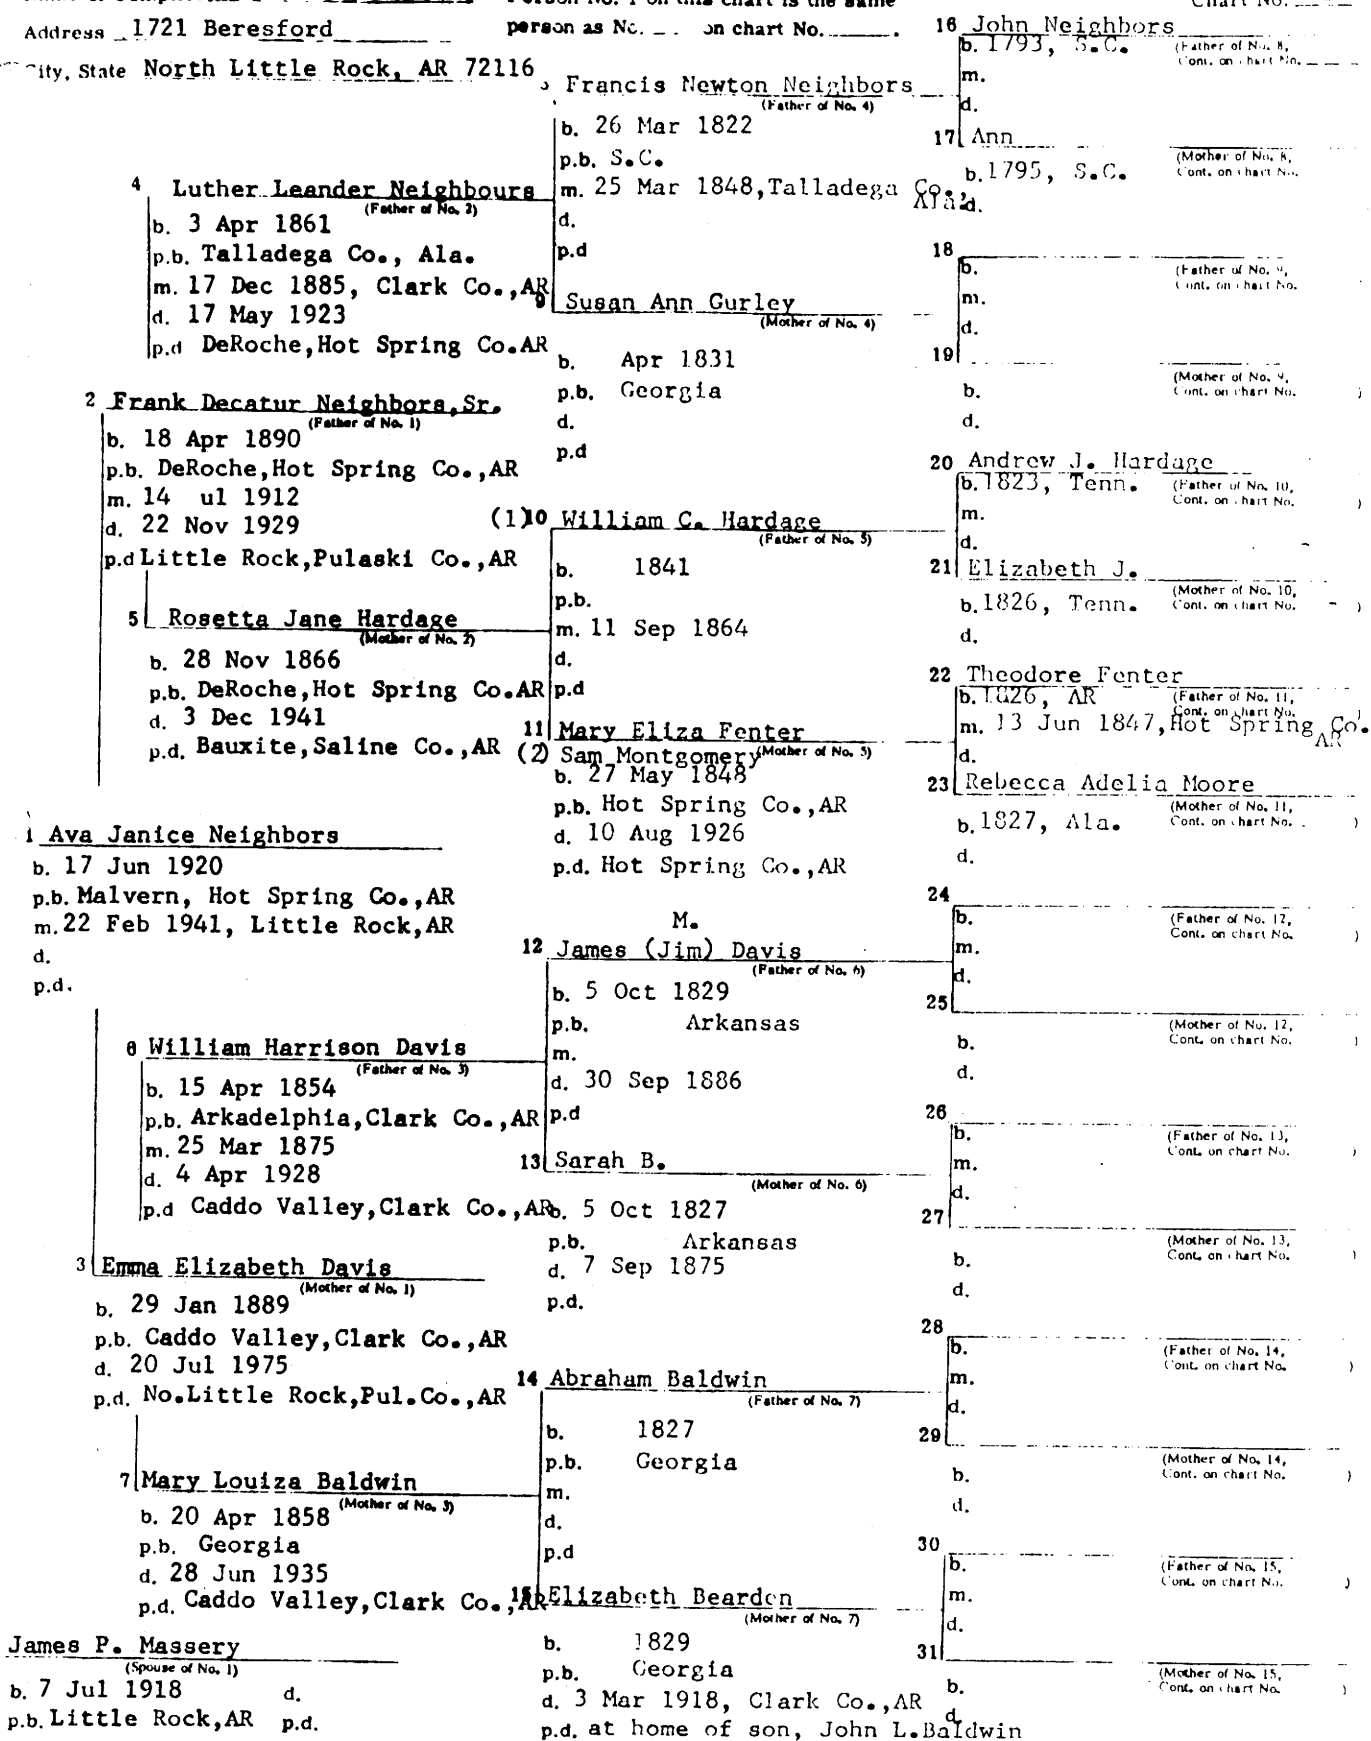 Person No. 1 on this chart is the same
Chart No.
Address 1721 Beresford
person as No. on chart No.
City, State North Little Rock, AR 72116
16 John Neighbors
b. 1793, S.C.
(Father of No. 8,
Cont. on chart No.
m.
d.
Francis Newton Neighbors
(Father of No. 4)
b. 26 Mar 1822
p.b. S.C.
m. 25 Mar 1848, Talladega Co., Ala.
d.
p.d
17 Ann
(Mother of No. 8,
Cont. on chart No.
b. 1795, S.C.
d.
4 Luther Leander Neighbours
(Father of No. 2)
b. 3 Apr 1861
p.b. Talladega Co., Ala.
m. 17 Dec 1885, Clark Co.,AR
d. 17 May 1923
p.d DeRoche,Hot Spring Co.AR
18
b.
(Father of No. 9,
Cont. on chart No.
m.
d.
9 Susan Ann Gurley
(Mother of No. 4)
b. Apr 1831
p.b. Georgia
d.
p.d
19
(Mother of No. 9,
Cont. on chart No. )
b.
d.
2 Frank Decatur Neighbors,Sr.
(Father of No. 1)
b. 18 Apr 1890
p.b. DeRoche,Hot Spring Co.,AR
m. 14 ul 1912
d. 22 Nov 1929
p.d Little Rock,Pulaski Co.,AR
20 Andrew J. Hardage
b. 1823, Tenn.
(Father of No. 10,
Cont. on chart No. )
m.
d.
(1)10 William C. Hardage
(Father of No. 5)
b. 1841
p.b.
m. 11 Sep 1864
d.
p.d
21 Elizabeth J.
(Mother of No. 10,
Cont. on chart No. )
b. 1826, Tenn.
d.
5 Rosetta Jane Hardage
(Mother of No. 2)
b. 28 Nov 1866
p.b. DeRoche,Hot Spring Co.AR
d. 3 Dec 1941
p.d. Bauxite,Saline Co.,AR
22 Theodore Fenter
b. 1826, AR
(Father of No. 11,
Cont. on chart No. )
m. 13 Jun 1847,Hot Spring Co. AR
d.
11 Mary Eliza Fenter
(Mother of No. 5)
(2) Sam Montgomery
b. 27 May 1848
p.b. Hot Spring Co.,AR
d. 10 Aug 1926
p.d. Hot Spring Co.,AR
23 Rebecca Adelia Moore
(Mother of No. 11,
Cont. on chart No. )
b. 1827, Ala.
d.
1 Ava Janice Neighbors
b. 17 Jun 1920
p.b. Malvern, Hot Spring Co.,AR
m. 22 Feb 1941, Little Rock,AR
d.
p.d.
24
b.
(Father of No. 12,
Cont. on chart No. )
m.
d.
M.
12 James (Jim) Davis
(Father of No. 6)
b. 5 Oct 1829
p.b. Arkansas
m.
d. 30 Sep 1886
p.d
25
(Mother of No. 12,
Cont. on chart No. )
b.
d.
6 William Harrison Davis
(Father of No. 3)
b. 15 Apr 1854
p.b. Arkadelphia,Clark Co.,AR
m. 25 Mar 1875
d. 4 Apr 1928
p.d Caddo Valley,Clark Co.,AR
26
b.
(Father of No. 13,
Cont. on chart No. )
m.
d.
13 Sarah B.
(Mother of No. 6)
b. 5 Oct 1827
p.b. Arkansas
d. 7 Sep 1875
p.d.
27
(Mother of No. 13,
Cont. on chart No. )
b.
d.
3 Emma Elizabeth Davis
(Mother of No. 1)
b. 29 Jan 1889
p.b. Caddo Valley,Clark Co.,AR
d. 20 Jul 1975
p.d. No.Little Rock,Pul.Co.,AR
28
b.
(Father of No. 14,
Cont. on chart No. )
m.
d.
14 Abraham Baldwin
(Father of No. 7)
b. 1827
p.b. Georgia
m.
d.
p.d
29
(Mother of No. 14,
Cont. on chart No. )
b.
d.
7 Mary Louiza Baldwin
(Mother of No. 3)
b. 20 Apr 1858
p.b. Georgia
d. 28 Jun 1935
p.d. Caddo Valley,Clark Co.,AR
30
b.
(Father of No. 15,
Cont. on chart No. )
m.
d.
15 Elizabeth Bearden
(Mother of No. 7)
b. 1829
p.b. Georgia
d. 3 Mar 1918, Clark Co.,AR
p.d. at home of son, John L.Baldwin
31
(Mother of No. 15,
Cont. on chart No. )
b.
d.
James P. Massery
(Spouse of No. 1)
b. 7 Jul 1918 d.
p.b. Little Rock,AR p.d.